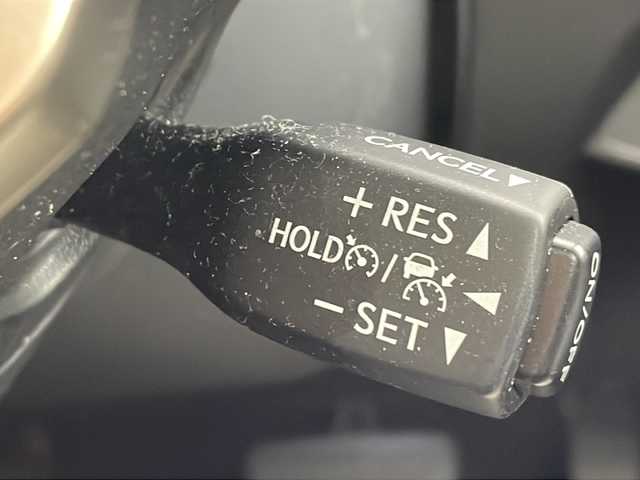 CANCEL
+ RES
HOLD /
- SET
ON/OFF